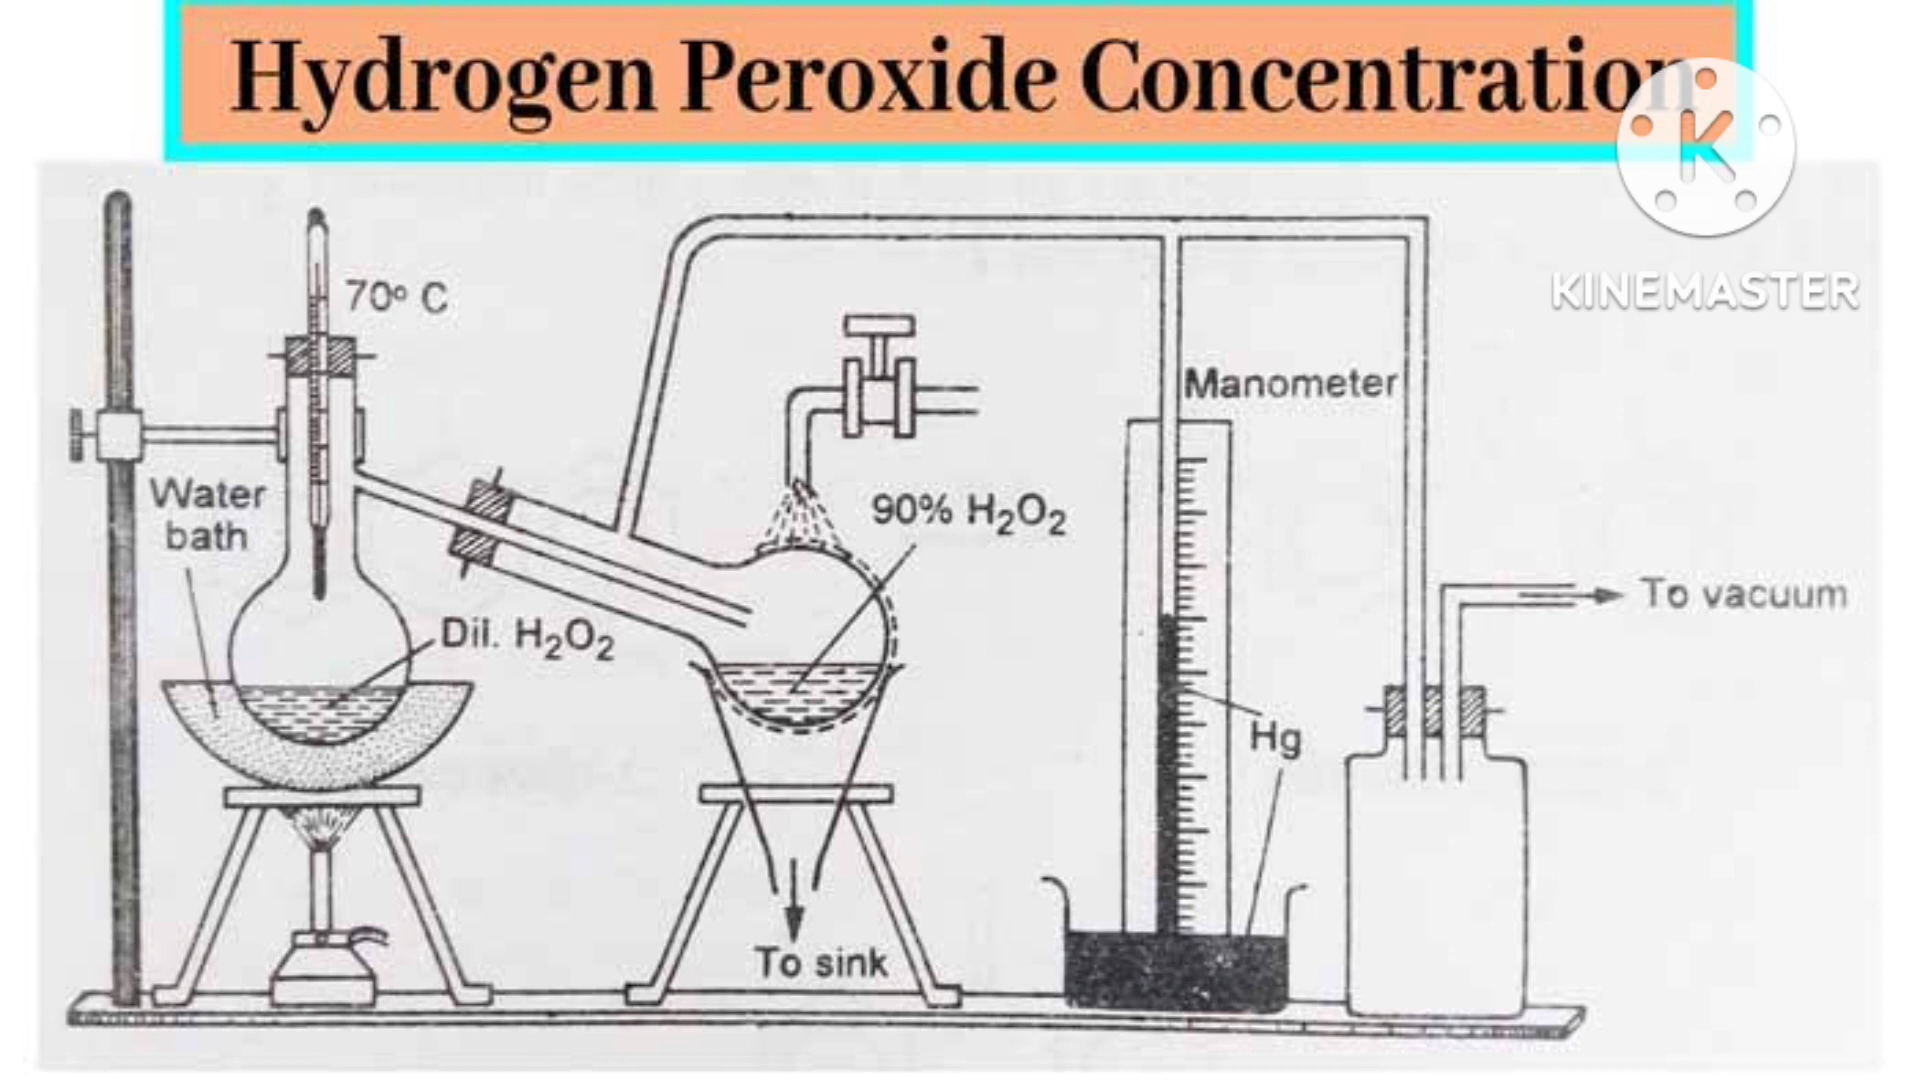 Hydrogen Peroxide Concentration
K
KINEMASTER
70° C
Manometer
Water
bath
90% H₂O₂
To vacuum
Dil. H₂O₂
Hg
To sink